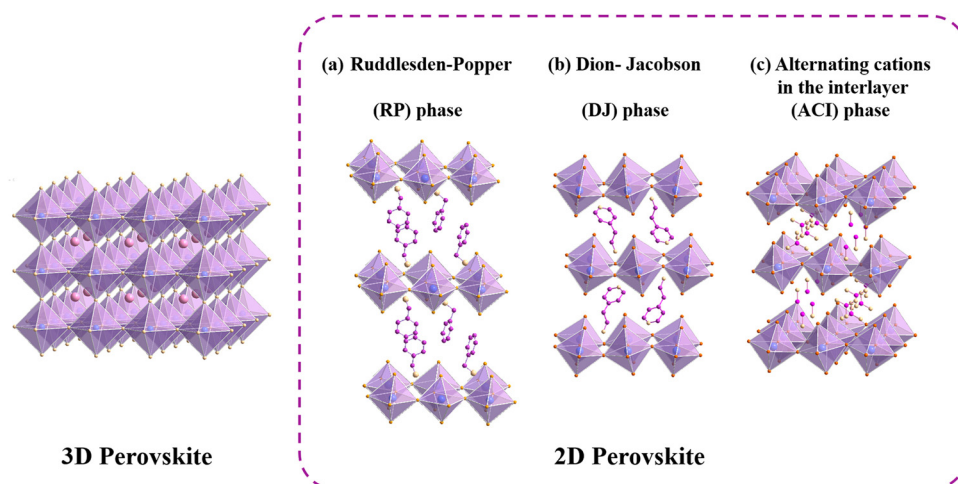 (a) Ruddlesden-Popper
(RP) phase
(b) Dion- Jacobson
(DJ) phase
(c) Alternating cations
in the interlayer
(ACI) phase
3D Perovskite
2D Perovskite